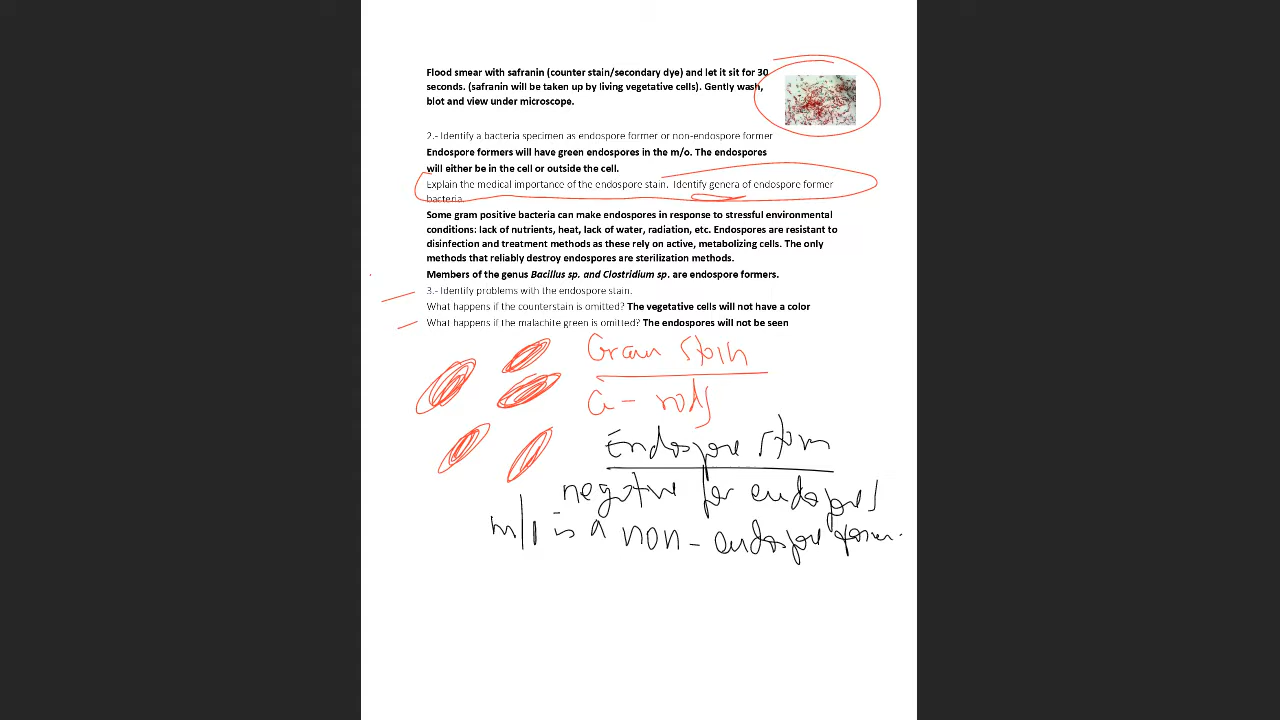 Flood smear with safranin (counter stain/secondary dye) and let it sit for 30
seconds. (safranin will be taken up by living vegetative cells). Gently wash,
blot and view under microscope.
2.- Identify a bacteria specimen as endospore former or non-endospore former
Endospore formers will have green endospores in the m/o. The endospores
will either be in the cell or outside the cell.
Explain the medical importance of the endospore stain. Identify genera of endospore former
bacteria.
Some gram positive bacteria can make endospores in response to stressful environmental
conditions: lack of nutrients, heat, lack of water, radiation, etc. Endospores are resistant to
disinfection and treatment methods as these rely on active, metabolizing cells. The only
methods that reliably destroy endospores are sterilization methods.
Members of the genus Bacillus sp. and Clostridium sp. are endospore formers.
3.- Identify problems with the endospore stain.
What happens if the counterstain is omitted? The vegetative cells will not have a color
What happens if the malachite green is omitted? The endospores will not be seen
Gram stain
G- rods
Endospore stain
negative for endospores
is a non-endospore former.